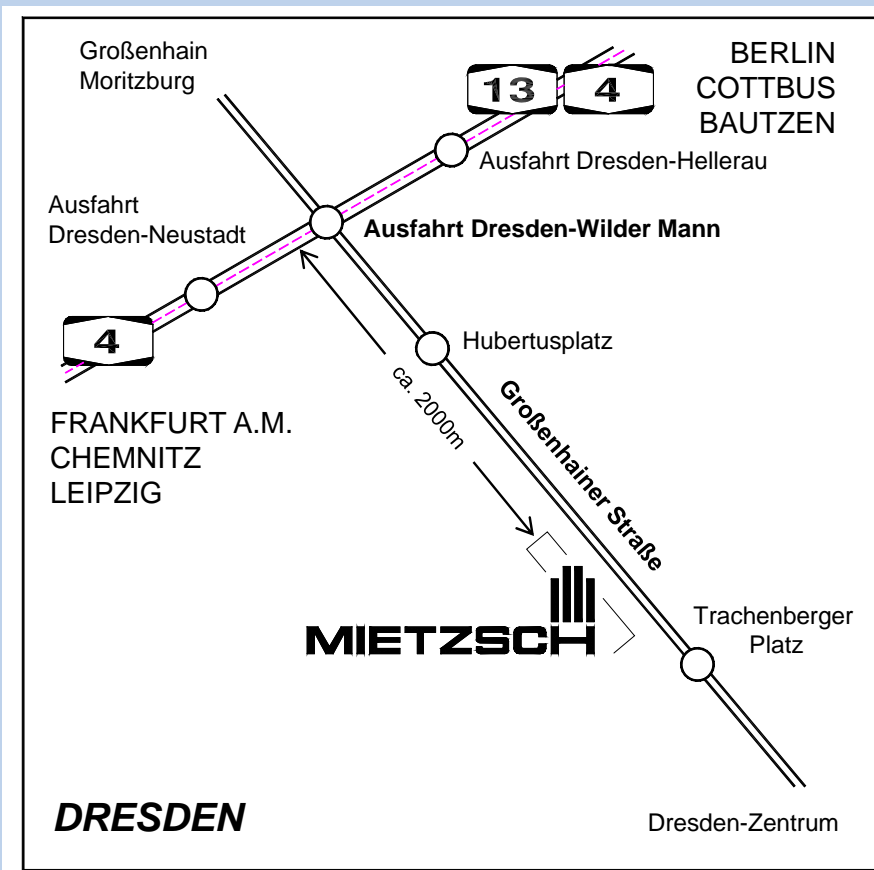 Großenhain
Moritzburg
BERLIN
COTTBUS
BAUTZEN
13
4
Ausfahrt Dresden-Hellerau
Ausfahrt
Dresden-Neustadt
Ausfahrt Dresden-Wilder Mann
4
Hubertusplatz
ca. 2000m
Großenhainer Straße
FRANKFURT A.M.
CHEMNITZ
LEIPZIG
MIETZSCH
Trachenberger
Platz
DRESDEN
Dresden-Zentrum